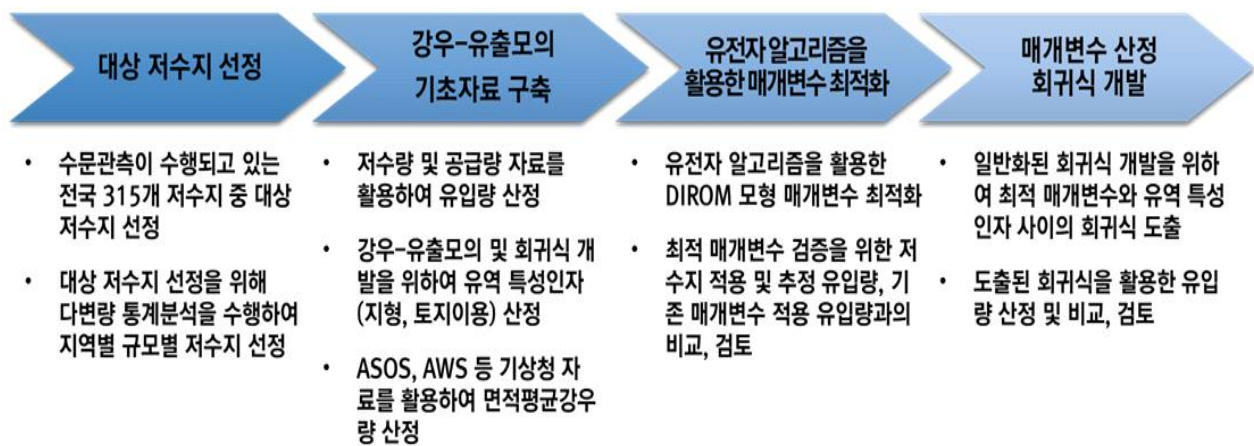 대상 저수지 선정
강우-유출모의
기초자료 구축
유전자 알고리즘을
활용한 매개변수 최적화
매개변수 산정
회귀식 개발
• 수문관측이 수행되고 있는
전국 315개 저수지 중 대상
저수지 선정
• 대상 저수지 선정을 위해
다변량 통계분석을 수행하여
지역별 규모별 저수지 선정
• 저수량 및 공급량 자료를
활용하여 유입량 산정
• 강우-유출모의 및 회귀식 개
발을 위하여 유역 특성인자
(지형, 토지이용) 산정
• ASOS, AWS 등 기상청 자
료를 활용하여 면적평균강우
량 산정
• 유전자 알고리즘을 활용한
DIROM 모형 매개변수 최적화
• 최적 매개변수 검증을 위한 저
수지 적용 및 추정 유입량, 기
존 매개변수 적용 유입량과의
비교, 검토
• 일반화된 회귀식 개발을 위하
여 최적 매개변수와 유역 특성
인자 사이의 회귀식 도출
• 도출된 회귀식을 활용한 유입
량 산정 및 비교, 검토